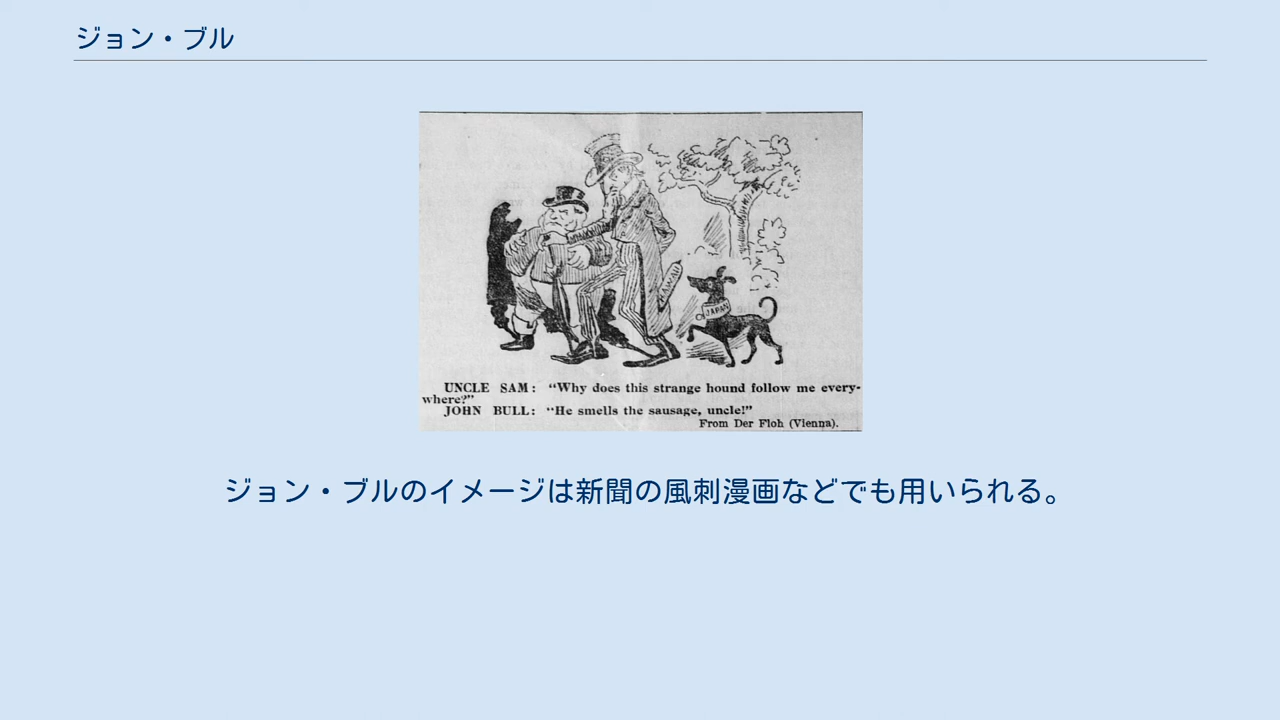 ジョン・ブル
JAPAN
UNCLE SAM: “Why does this strange hound follow me every-
where?”
JOHN BULL: “He smells the sausage, uncle!”
From Der Floh (Vienna).
ジョン・ブルのイメージは新聞の風刺漫画などでも用いられる。